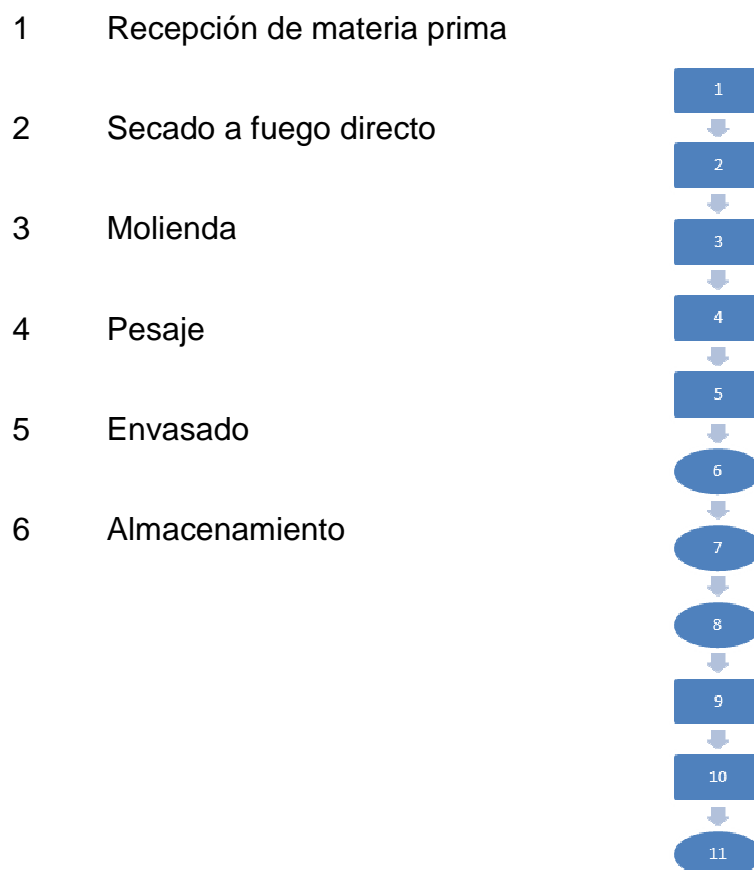 1 Recepción de materia prima
2 Secado a fuego directo
3 Molienda
4 Pesaje
5 Envasado
6 Almacenamiento
1
2
3
4
5
6
7
8
9
10
11